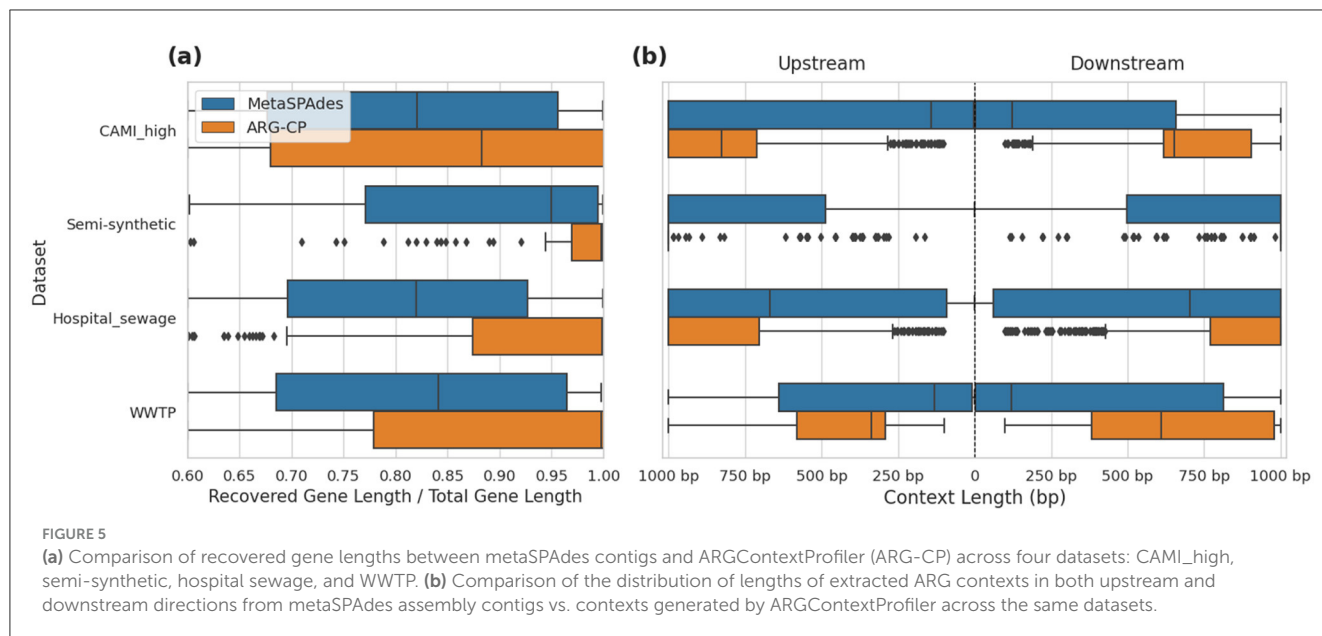 (a)
(b)
Upstream
Downstream
MetaSPAdes
ARG-CP
CAMI_high
Semi-synthetic
Hospital_sewage
WWTP
Dataset
0.60 0.65 0.70 0.75 0.80 0.85 0.90 0.95 1.00
Recovered Gene Length / Total Gene Length
1000 bp 750 bp 500 bp 250 bp 0 250 bp 500 bp 750 bp 1000 bp
Context Length (bp)
FIGURE 5
(a) Comparison of recovered gene lengths between metaSPAdes contigs and ARGContextProfiler (ARG-CP) across four datasets: CAMI_high,
semi-synthetic, hospital sewage, and WWTP. (b) Comparison of the distribution of lengths of extracted ARG contexts in both upstream and
downstream directions from metaSPAdes assembly contigs vs. contexts generated by ARGContextProfiler across the same datasets.